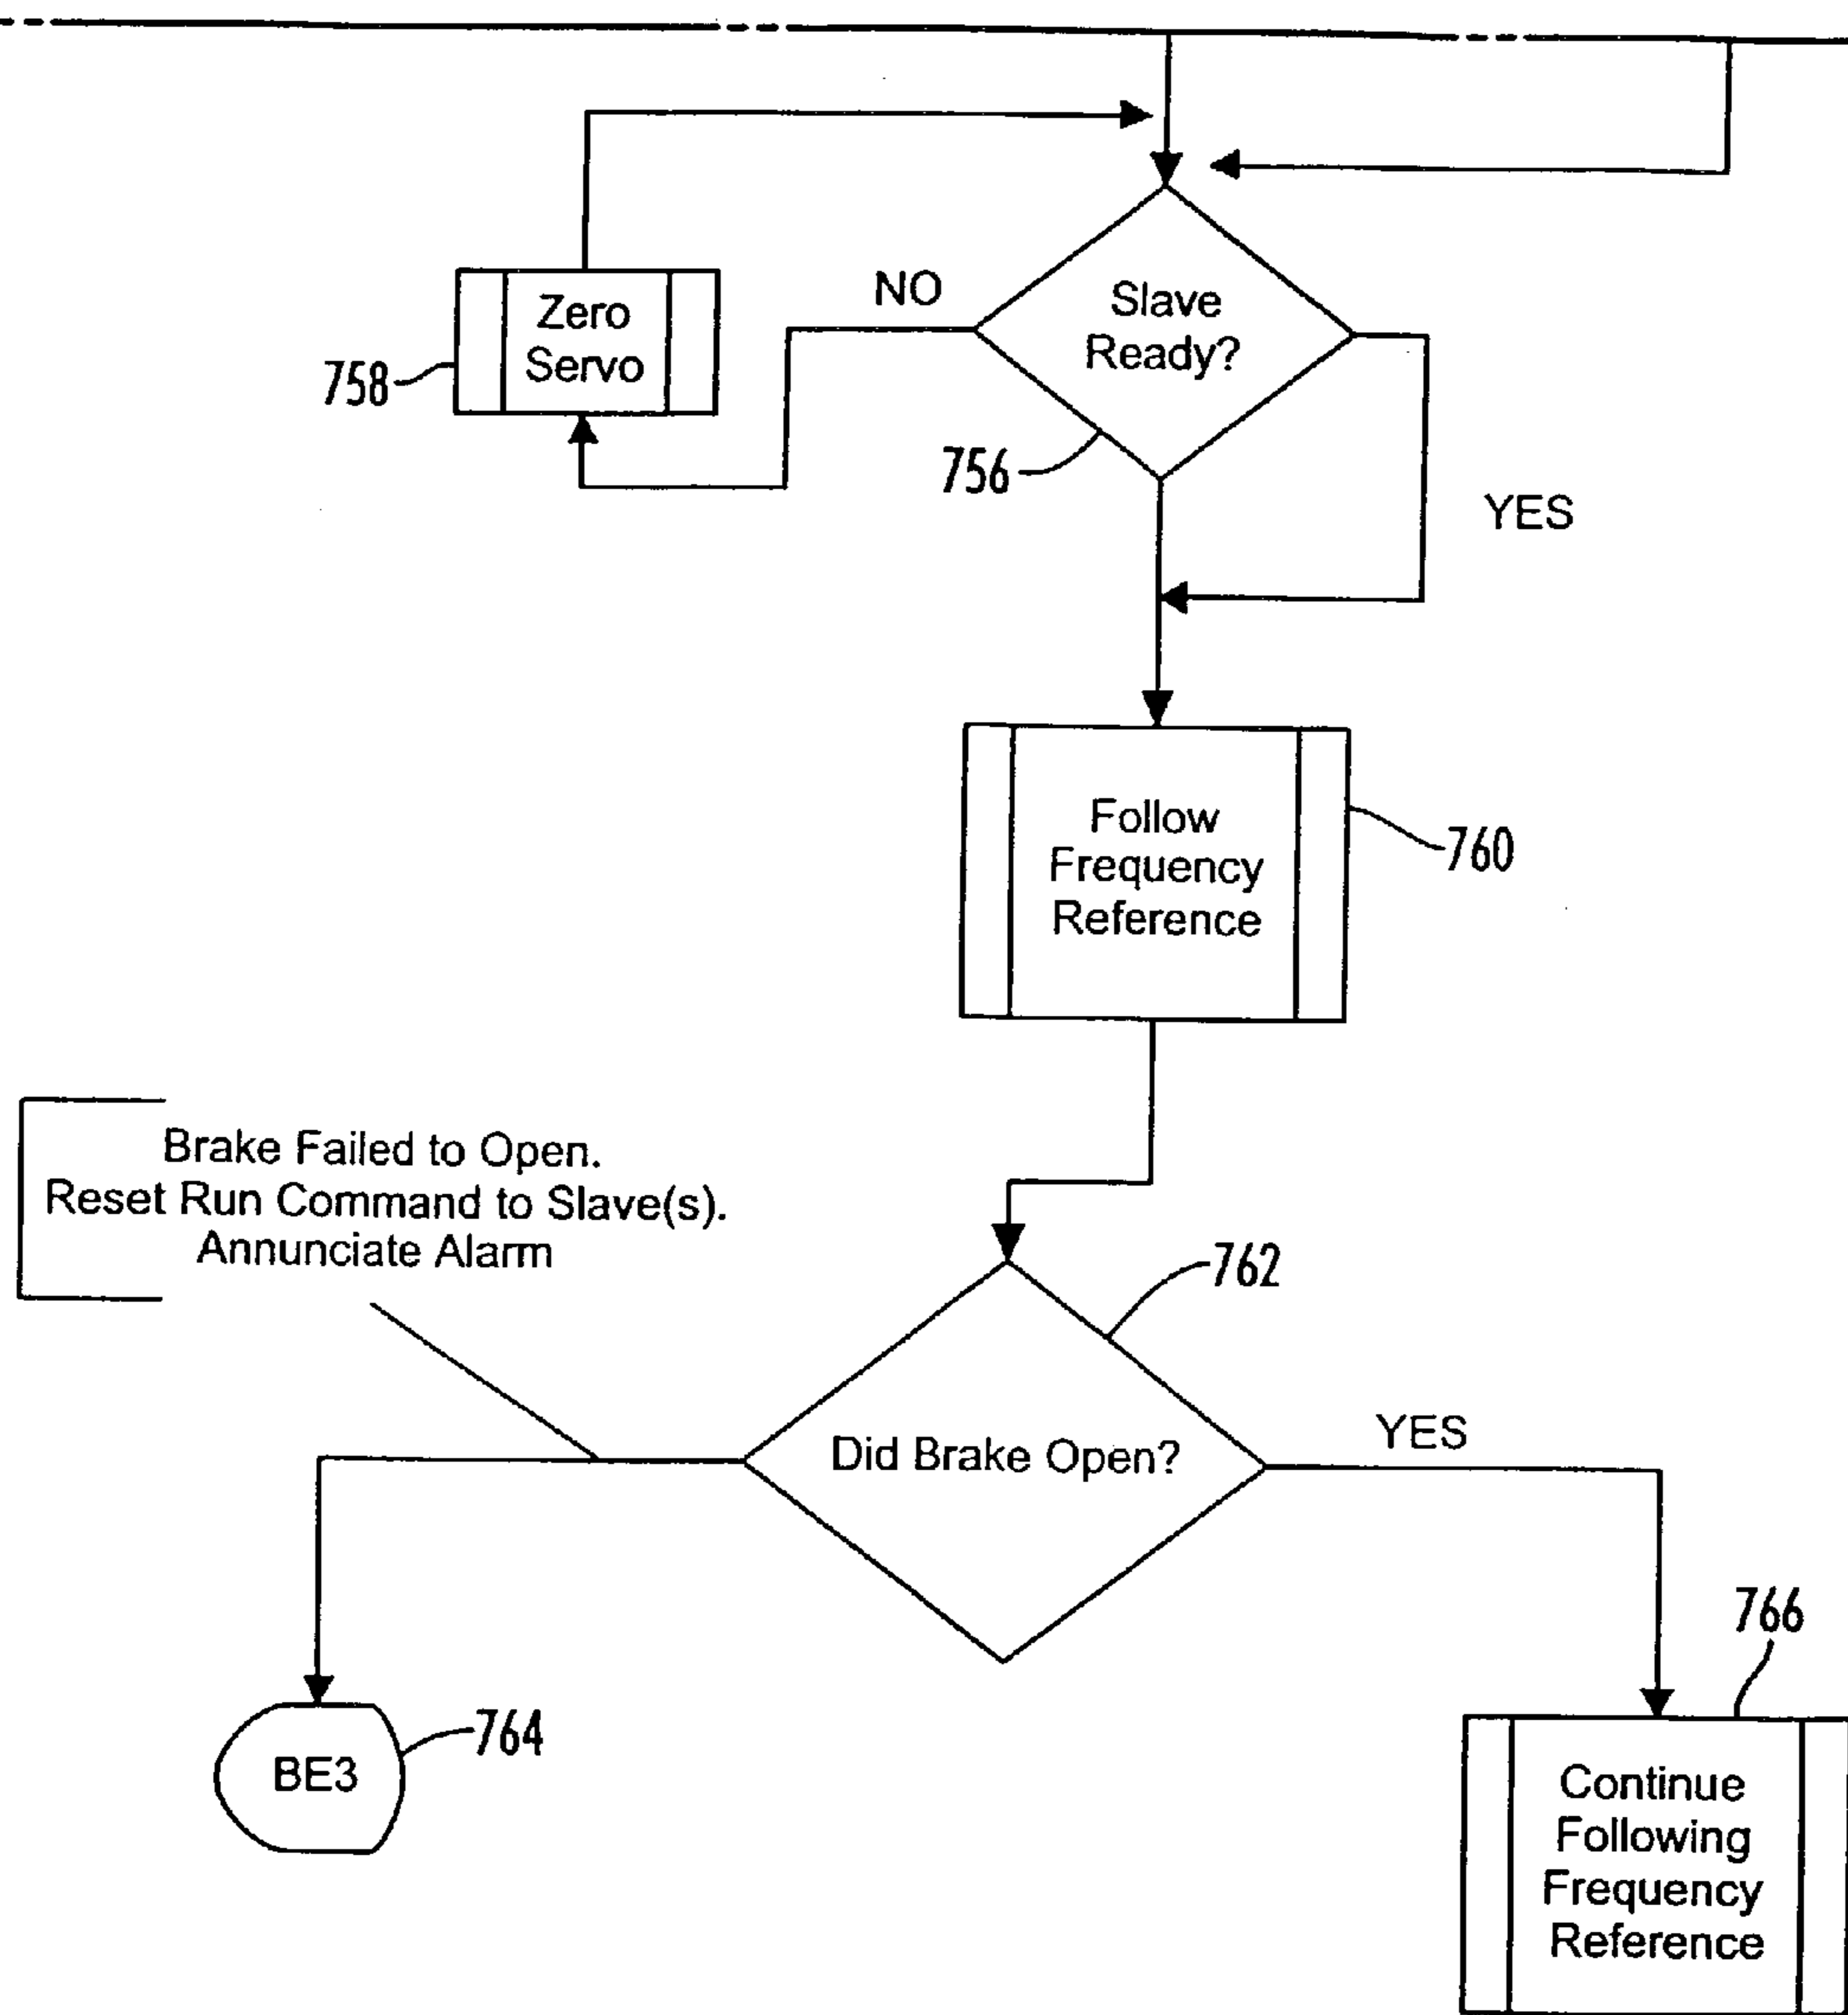 NO
Slave
Ready?
Zero
Servo
758
756
YES
Follow
Frequency
Reference
760
Brake Failed to Open.
Reset Run Command to Slave(s).
Annunciate Alarm
762
Did Brake Open?
YES
766
764
BE3
Continue
Following
Frequency
Reference